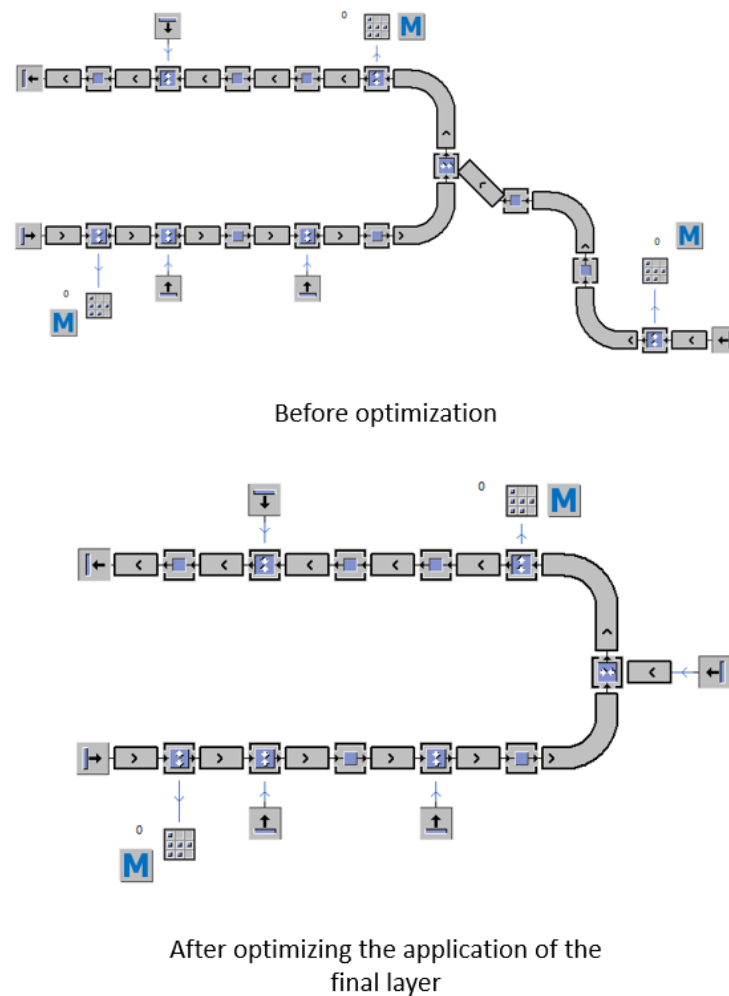 0
M
0
M
0
M
Before optimization
0
M
0
M
After optimizing the application of the
final layer